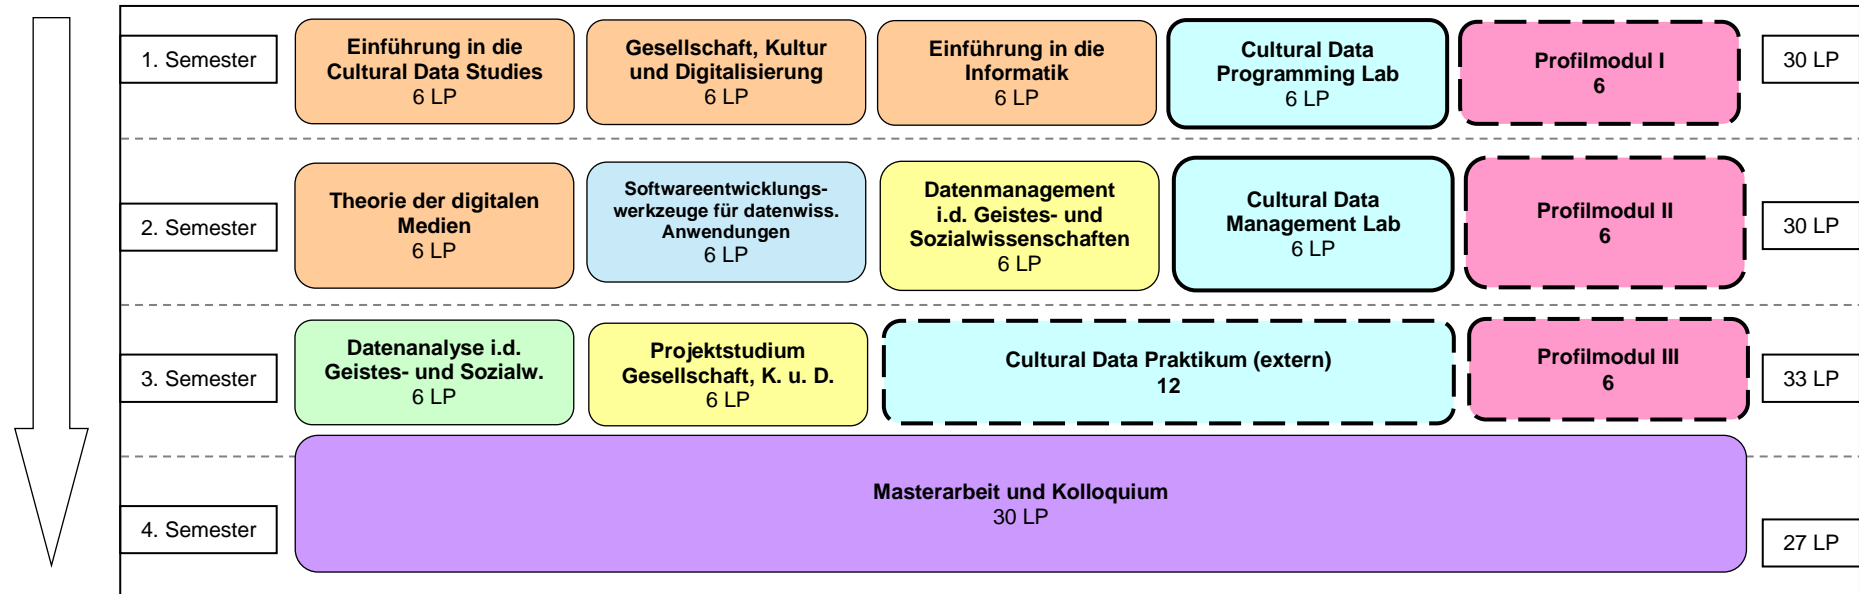 1. Semester
Einführung in die
Cultural Data Studies
6 LP
Gesellschaft, Kultur
und Digitalisierung
6 LP
Einführung in die
Informatik
6 LP
Cultural Data
Programming Lab
6 LP
Profilmodul I
6
30 LP
2. Semester
Theorie der digitalen
Medien
6 LP
Softwareentwicklungs-
werkzeuge für datenwiss.
Anwendungen
6 LP
Datenmanagement
i.d. Geistes- und
Sozialwissenschaften
6 LP
Cultural Data
Management Lab
6 LP
Profilmodul II
6
30 LP
3. Semester
Datenanalyse i.d.
Geistes- und Sozialw.
6 LP
Projektstudium
Gesellschaft, K. u. D.
6 LP
Cultural Data Praktikum (extern)
12
Profilmodul III
6
33 LP
4. Semester
Masterarbeit und Kolloquium
30 LP
27 LP